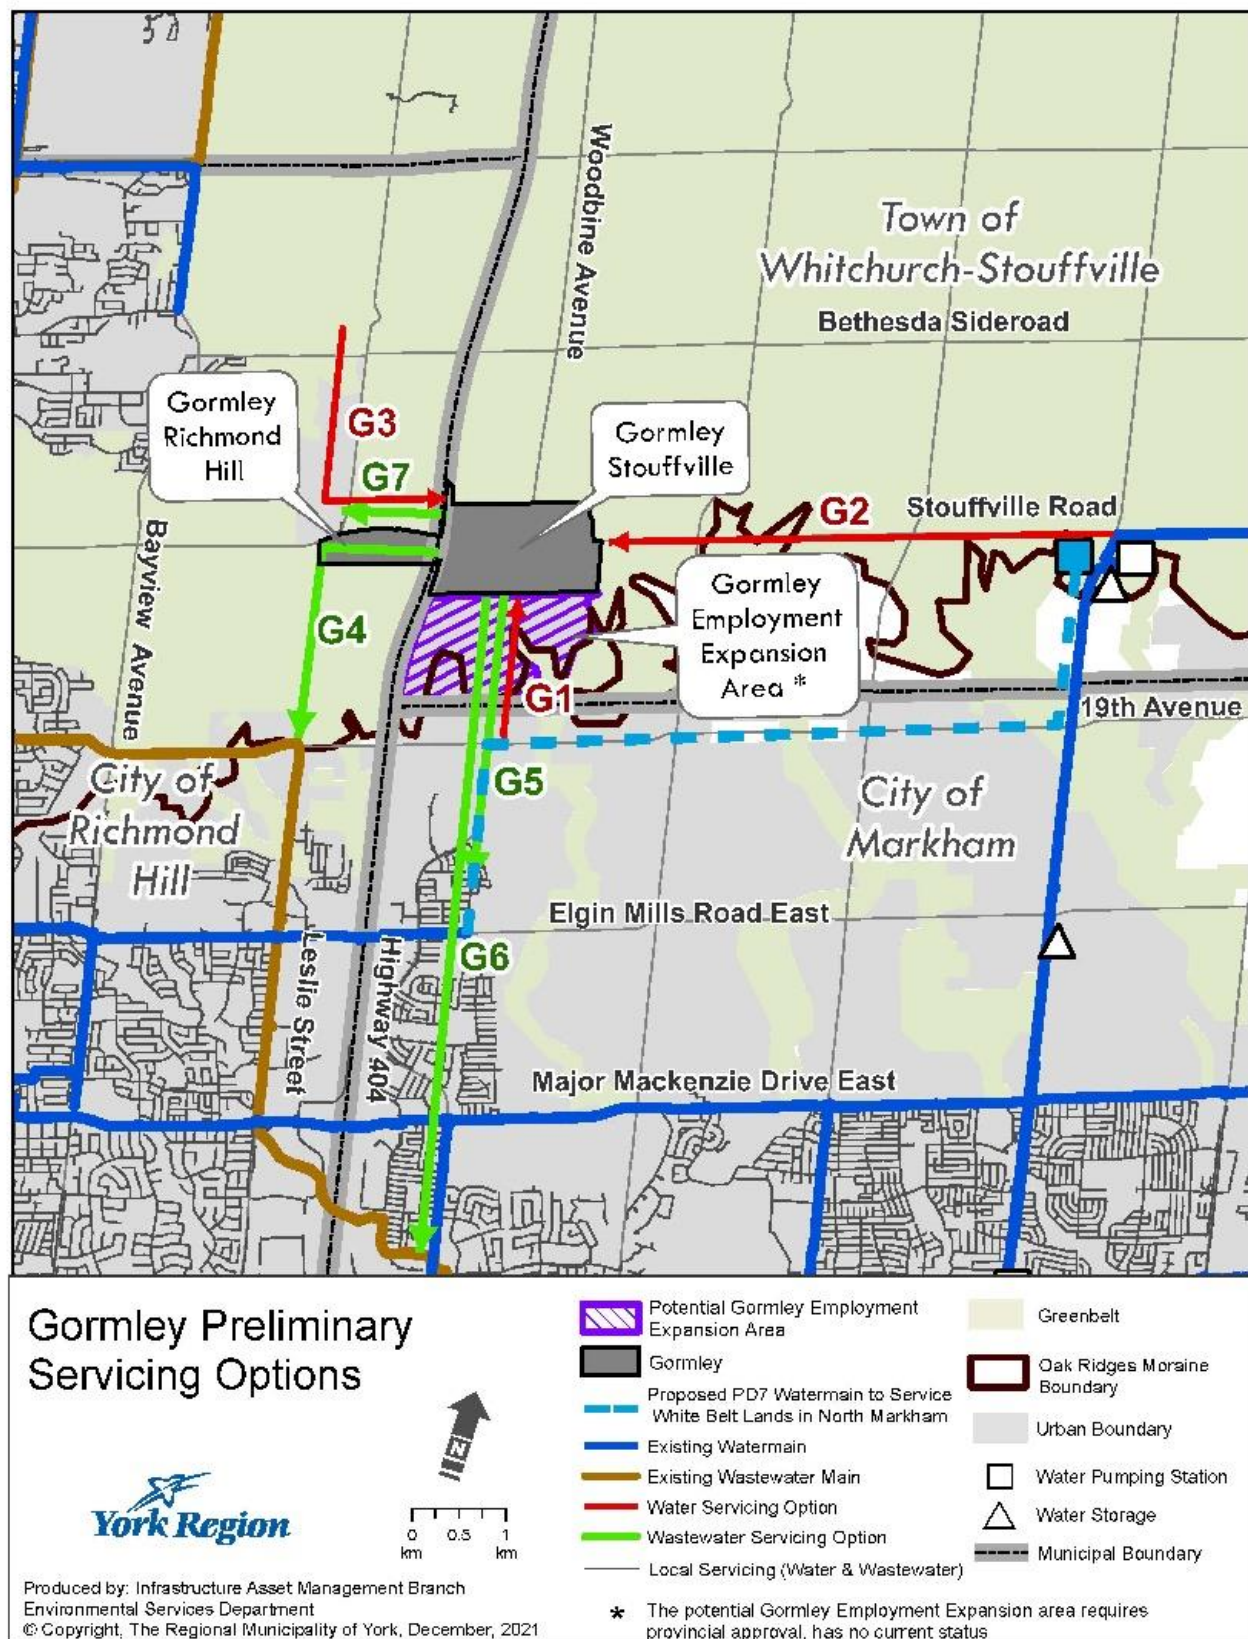 Woodbine Avenue
Town of
Whitchurch-Stouffville
Bethesda Sideroad
Gormley
Richmond
Hill
G3
G7
Gormley
Stouffville
G2
Stouffville Road
Bayview Avenue
G4
Gormley
Employment
Expansion
Area *
G1
19th Avenue
City of
Richmond
Hill
G5
City of
Markham
Elgin Mills Road East
Leslie Street
Highway 404
G6
Major Mackenzie Drive East
Gormley Preliminary
Servicing Options
N
York Region
0 0.5 1
km km
Produced by: Infrastructure Asset Management Branch
Environmental Services Department
© Copyright, The Regional Municipality of York, December, 2021
Potential Gormley Employment
Expansion Area
Gormley
Proposed PD7 Watermain to Service
White Belt Lands in North Markham
Existing Watermain
Existing Wastewater Main
Water Servicing Option
Wastewater Servicing Option
Local Servicing (Water & Wastewater)
Greenbelt
Oak Ridges Moraine
Boundary
Urban Boundary
Water Pumping Station
Water Storage
Municipal Boundary
* The potential Gormley Employment Expansion area requires
provincial approval, has no current status